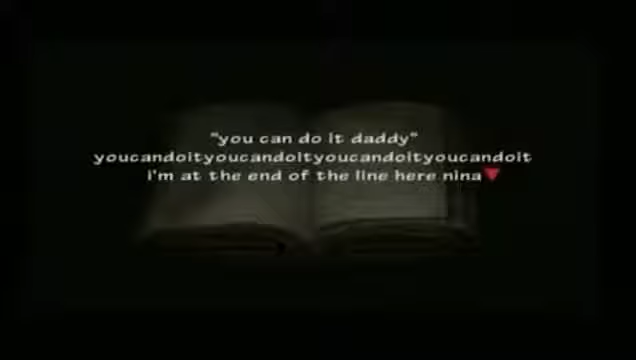 "you can do it daddy"
youcandoityoucandoityoucandoityoucandoit
i'm at the end of the line here nina